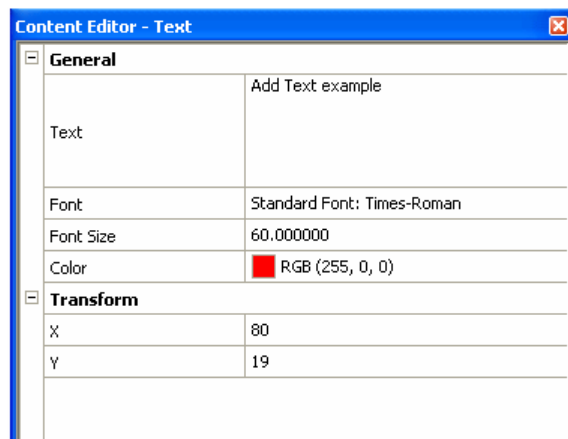 Content Editor - Text
General
Text Add Text example
Font Standard Font: Times-Roman
Font Size 60.000000
Color RGB (255, 0, 0)
Transform
X 80
Y 19